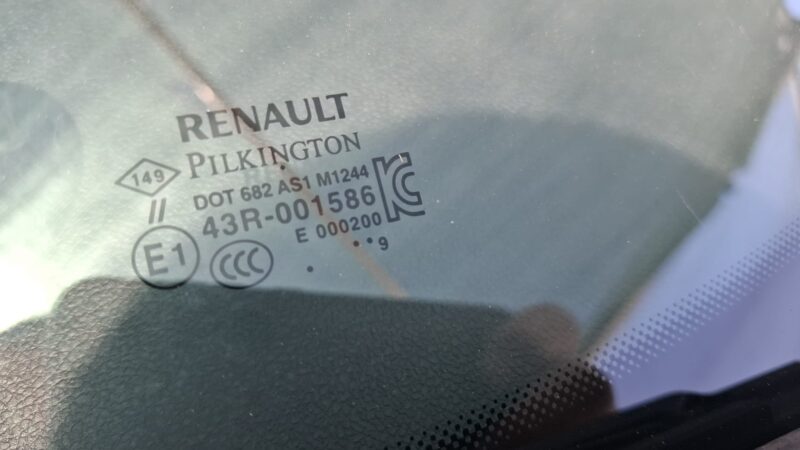 RENAULT
PILKINGTON
149
DOT 682 AS1 M1244
//
43R-001586
E 000200
E1
CCC
KC
9